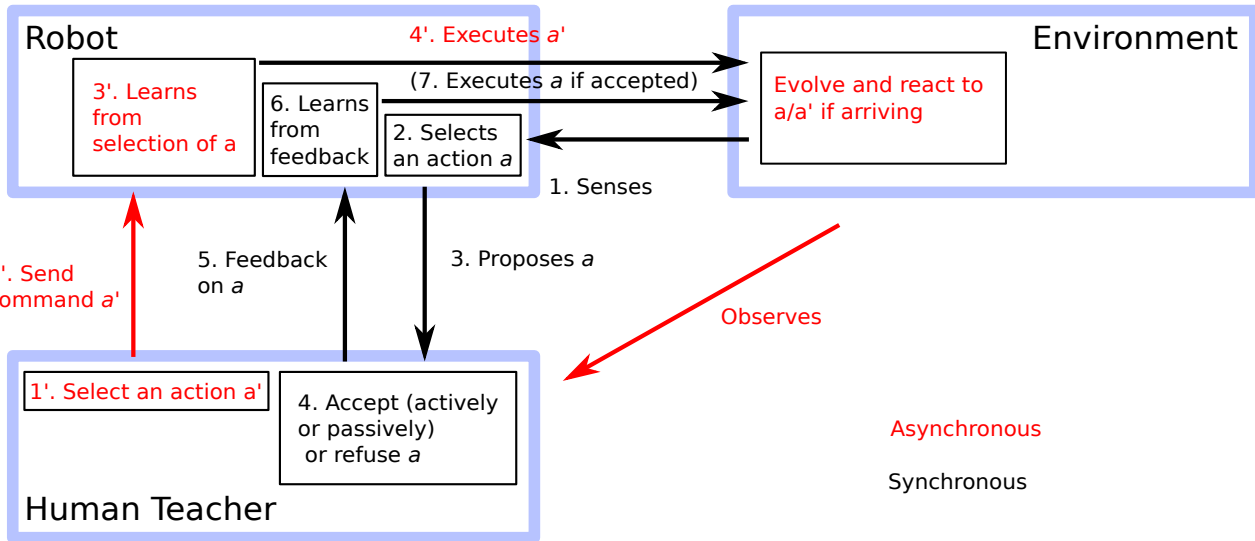 Robot
4'. Executes a'
Environment
(7. Executes a if accepted)
3'. Learns
from
selection of a
6. Learns
from
feedback
2. Selects
an action a
Evolve and react to
a/a' if arriving
1. Senses
'. Send
ommand a'
5. Feedback
on a
3. Proposes a
Observes
1'. Select an action a'
4. Accept (actively
or passively)
or refuse a
Human Teacher
Asynchronous
Synchronous